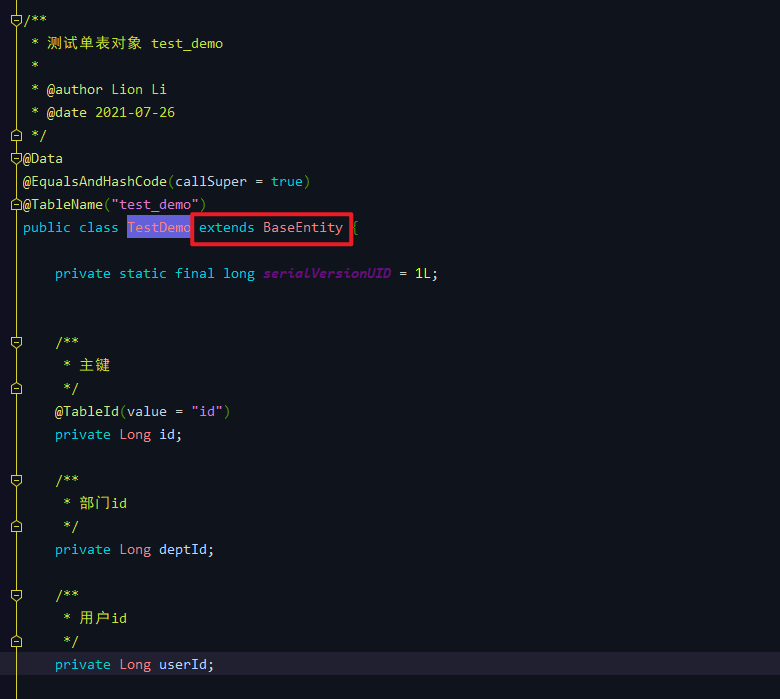 /**
* 测试单表对象 test_demo
*
* @author Lion Li
* @date 2021-07-26
*/
@Data
@EqualsAndHashCode(callSuper = true)
@TableName("test_demo")
public class TestDemo extends BaseEntity {
private static final long serialVersionUID = 1L;
/**
* 主键
*/
@TableId(value = "id")
private Long id;
/**
* 部门id
*/
private Long deptId;
/**
* 用户id
*/
private Long userId;